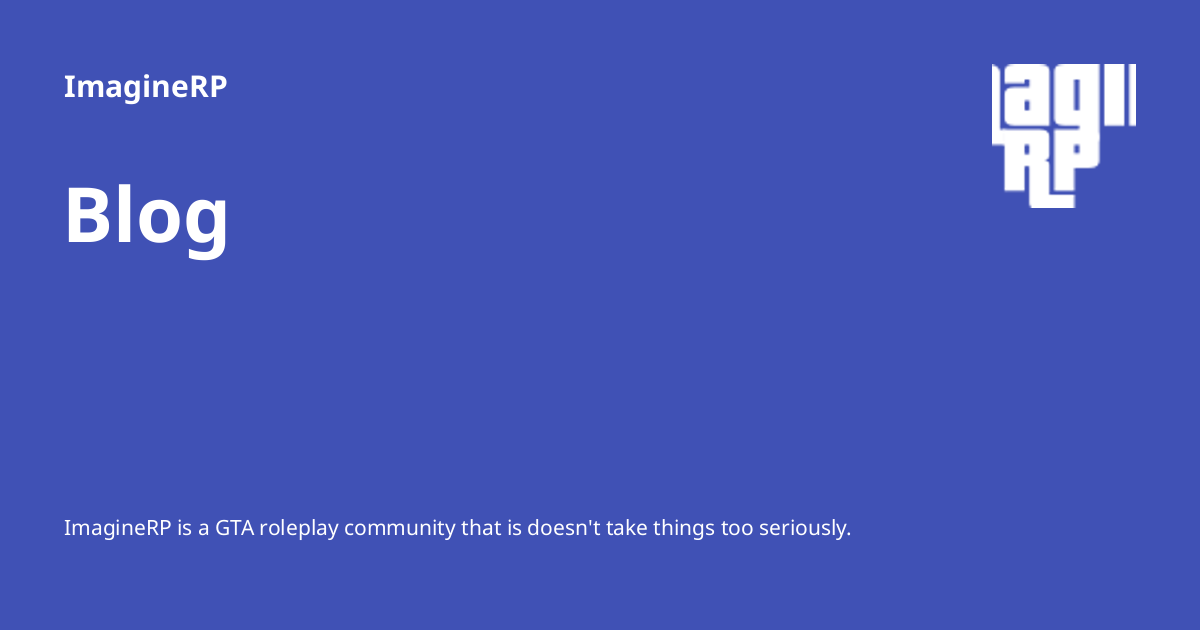 ImagineRP
agi
RP
Blog
ImagineRP is a GTA roleplay community that is doesn't take things too seriously.